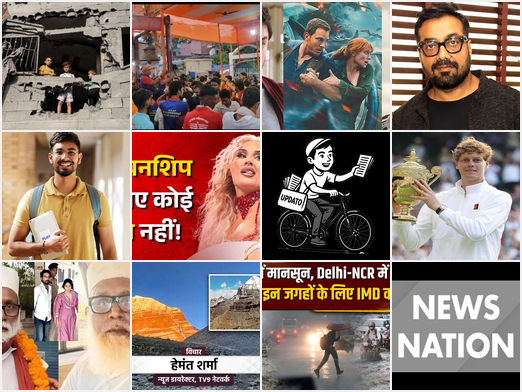 नशिप
ए कोई
नहीं!
UPDATO
विचार
हेमंत शर्मा
न्यूज़ डायरेक्टर, TV9 नेटवर्क
मानसून, Delhi-NCR में
इन जगहों के लिए IMD
NEWS
NATION